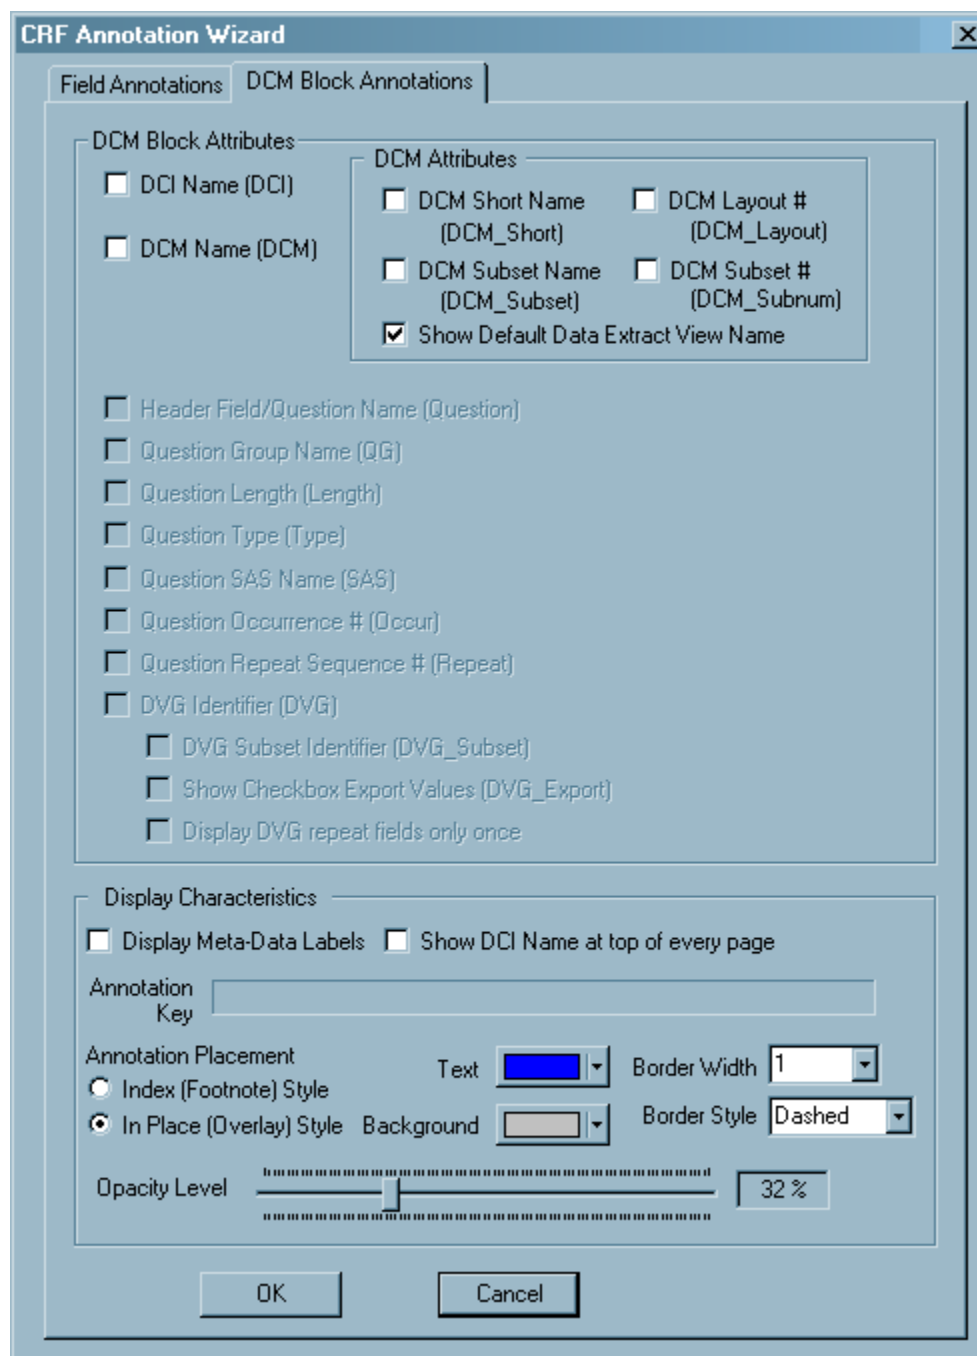 CRF Annotation Wizard
Field Annotations
DCM Block Annotations
DCM Block Attributes
DCI Name (DCI)
DCM Name (DCM)
DCM Attributes
DCM Short Name
(DCM_Short)
DCM Layout #
(DCM_Layout)
DCM Subset Name
(DCM_Subset)
DCM Subset #
(DCM_Subnum)
Show Default Data Extract View Name
Header Field/Question Name (Question)
Question Group Name (QG)
Question Length (Length)
Question Type (Type)
Question SAS Name (SAS)
Question Occurrence # (Occur)
Question Repeat Sequence # (Repeat)
DVG Identifier (DVG)
DVG Subset Identifier (DVG_Subset)
Show Checkbox Export Values (DVG_Export)
Display DVG repeat fields only once
Display Characteristics
Display Meta-Data Labels
Show DCI Name at top of every page
Annotation
Key
Annotation Placement
Index (Footnote) Style
In Place (Overlay) Style
Text
Background
Border Width
1
Border Style
Dashed
Opacity Level
32 %
OK
Cancel